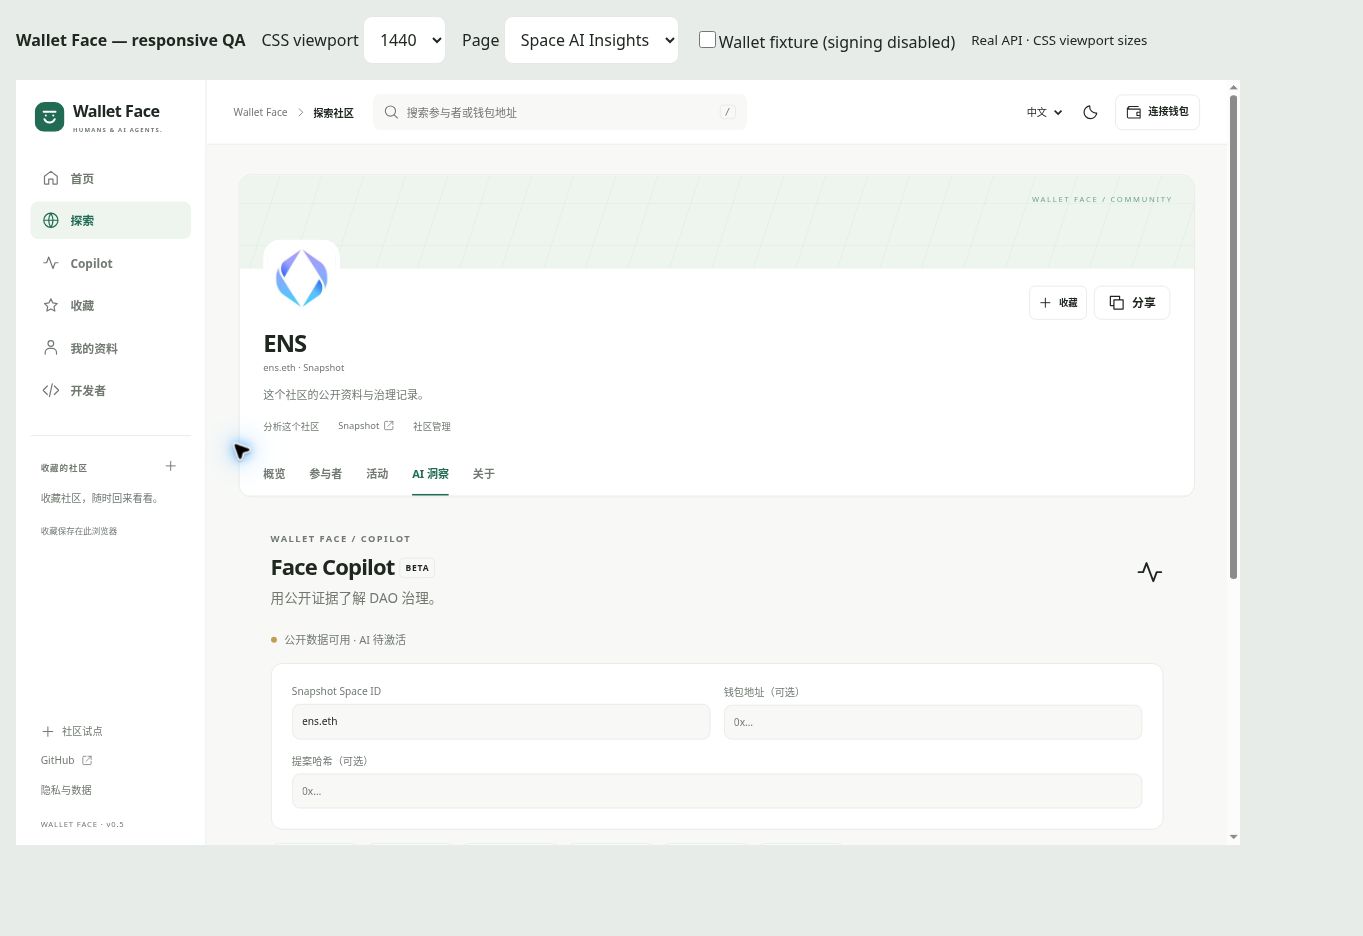 Wallet Face — responsive QA CSS viewport 1440 Page Space AI Insights Wallet fixture (signing disabled) Real API · CSS viewport sizes
Wallet Face
HUMANS & AI AGENTS.
首页
探索
Copilot
收藏
我的资料
开发者
收藏的社区
收藏社区，随时回来看看。
收藏保存在此浏览器
社区试点
GitHub
隐私与数据
WALLET FACE · v0.5
Wallet Face 探索社区 搜索参与者或钱包地址 / 中文 连接钱包
WALLET FACE / COMMUNITY
收藏 分享
ENS
ens.eth · Snapshot
这个社区的公开资料与治理记录。
分析这个社区 Snapshot 社区管理
概览 参与者 活动 AI 洞察 关于
WALLET FACE / COPILOT
Face Copilot BETA
用公开证据了解 DAO 治理。
公开数据可用 · AI 待激活
Snapshot Space ID 钱包地址（可选）
ens.eth 0x...
提案哈希（可选）
0x...